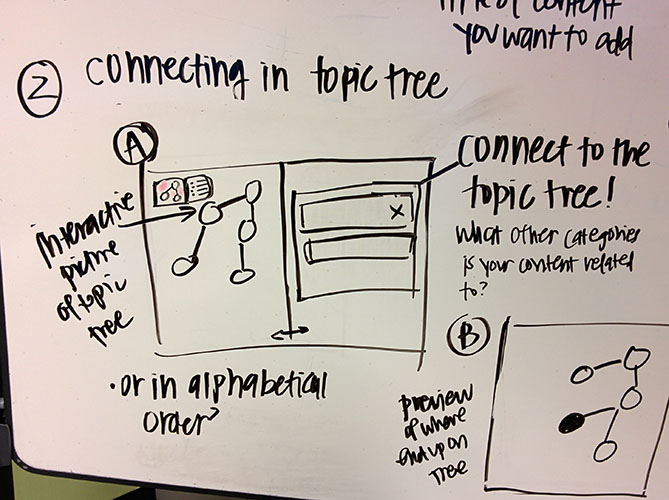 of content
you want to add
2 connecting in topic tree
A
Interactive
picture
of topic
tree
X
connect to the
topic tree!
What other categories
is your content related
to?
• or in alphabetical
order?
B
preview
of where
end up on
tree